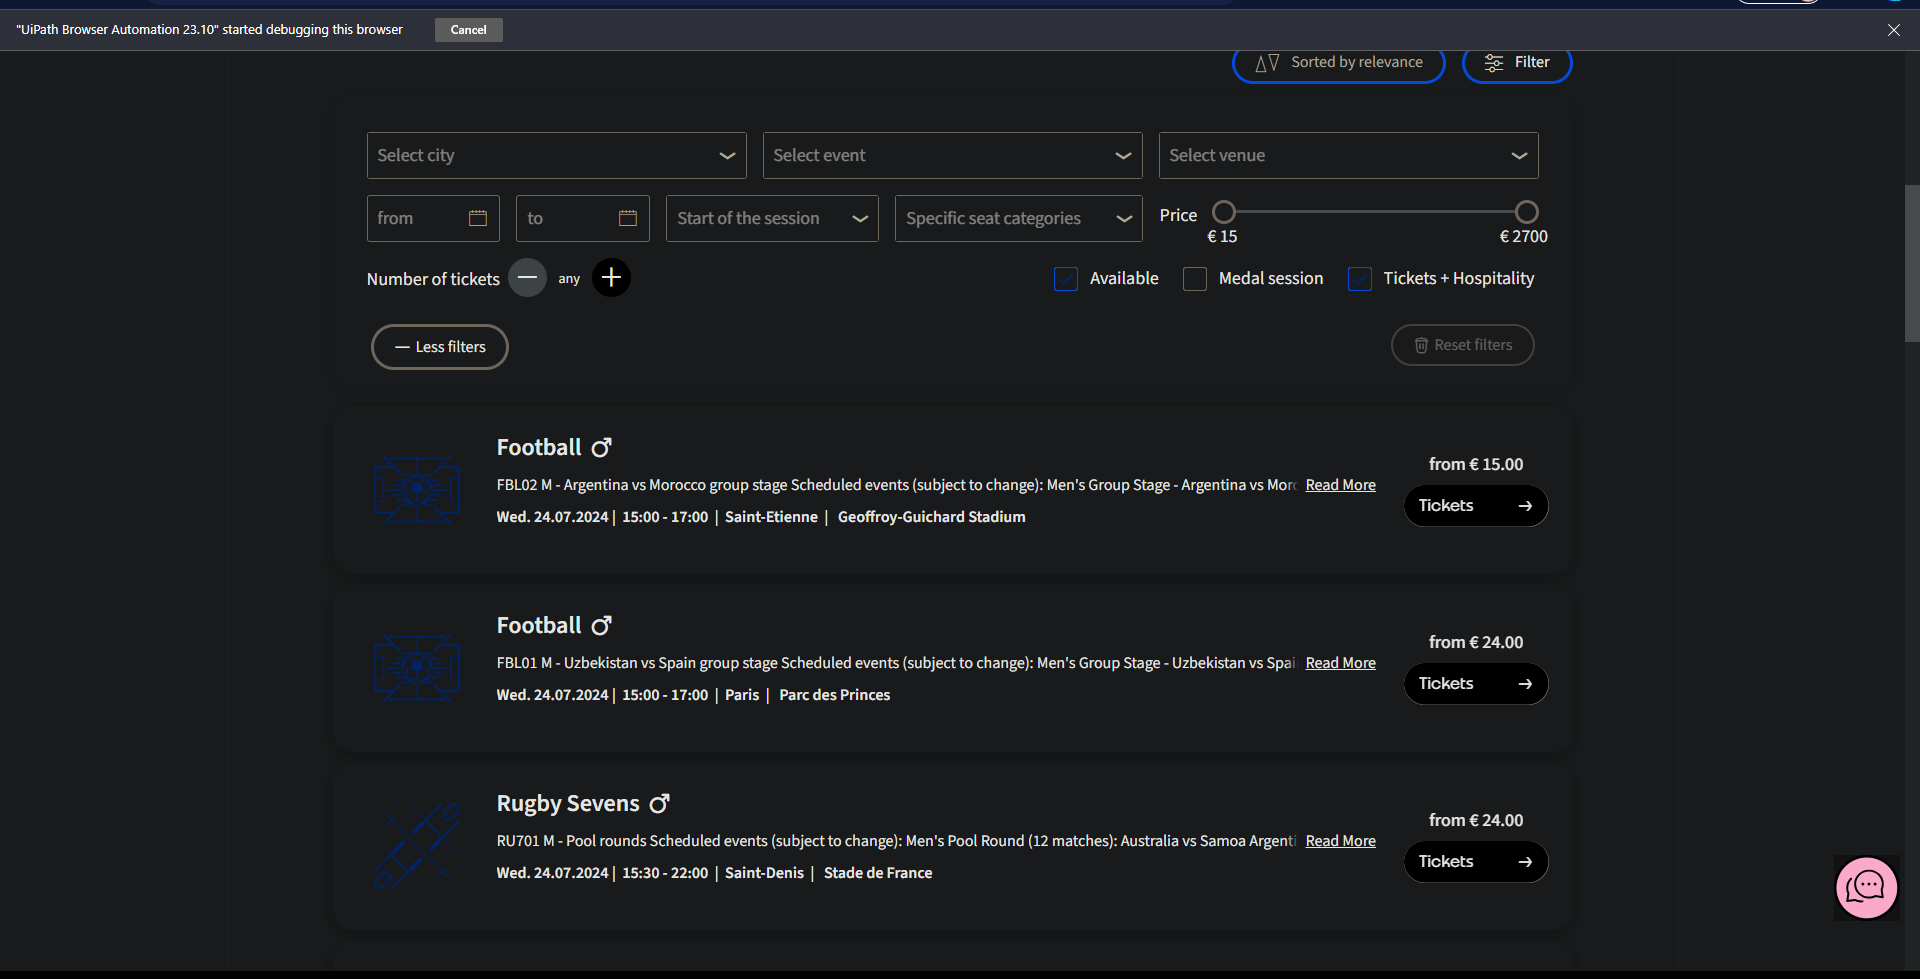 "UiPath Browser Automation 23.10" started debugging this browser Cancel
Sorted by relevance Filter
Select city Select event Select venue
from to Start of the session Specific seat categories Price
€ 15 € 2700
Number of tickets any Available Medal session Tickets + Hospitality
Less filters Reset filters
Football
from € 15.00
FBL02 M - Argentina vs Morocco group stage Scheduled events (subject to change): Men's Group Stage - Argentina vs Moro Read More
Tickets
Wed. 24.07.2024 | 15:00 - 17:00 | Saint-Etienne | Geoffroy-Guichard Stadium
Football
from € 24.00
FBL01 M - Uzbekistan vs Spain group stage Scheduled events (subject to change): Men's Group Stage - Uzbekistan vs Spai Read More
Tickets
Wed. 24.07.2024 | 15:00 - 17:00 | Paris | Parc des Princes
Rugby Sevens
from € 24.00
RU701 M - Pool rounds Scheduled events (subject to change): Men's Pool Round (12 matches): Australia vs Samoa Argenti Read More
Tickets
Wed. 24.07.2024 | 15:30 - 22:00 | Saint-Denis | Stade de France